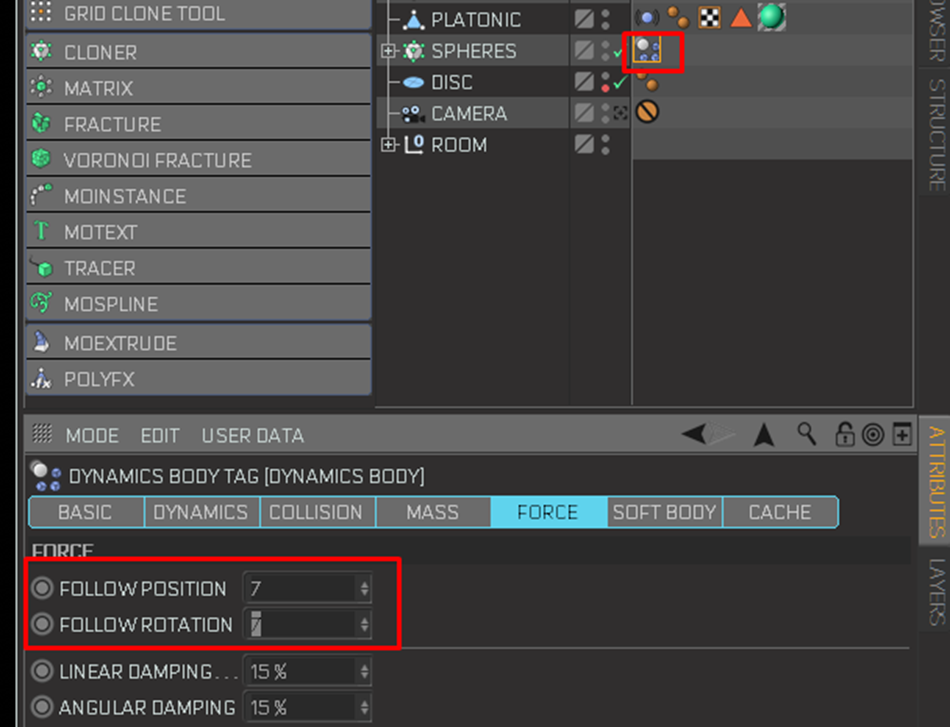 GRID CLONE TOOL
CLONER
MATRIX
FRACTURE
VORONOI FRACTURE
MOINSTANCE
MOTEXT
TRACER
MOSPLINE
MOEXTRUDE
POLYFX
PLATONIC
SPHERES
DISC
CAMERA
ROOM
OWSER
STRUCTURE
MODE EDIT USER DATA
DYNAMICS BODY TAG [DYNAMICS BODY]
BASIC DYNAMICS COLLISION MASS FORCE SOFT BODY CACHE
FORCE
FOLLOW POSITION 7
FOLLOW ROTATION 7
LINEAR DAMPING... 15 %
ANGULAR DAMPING 15 %
ATTRIBUTES
LAYERS